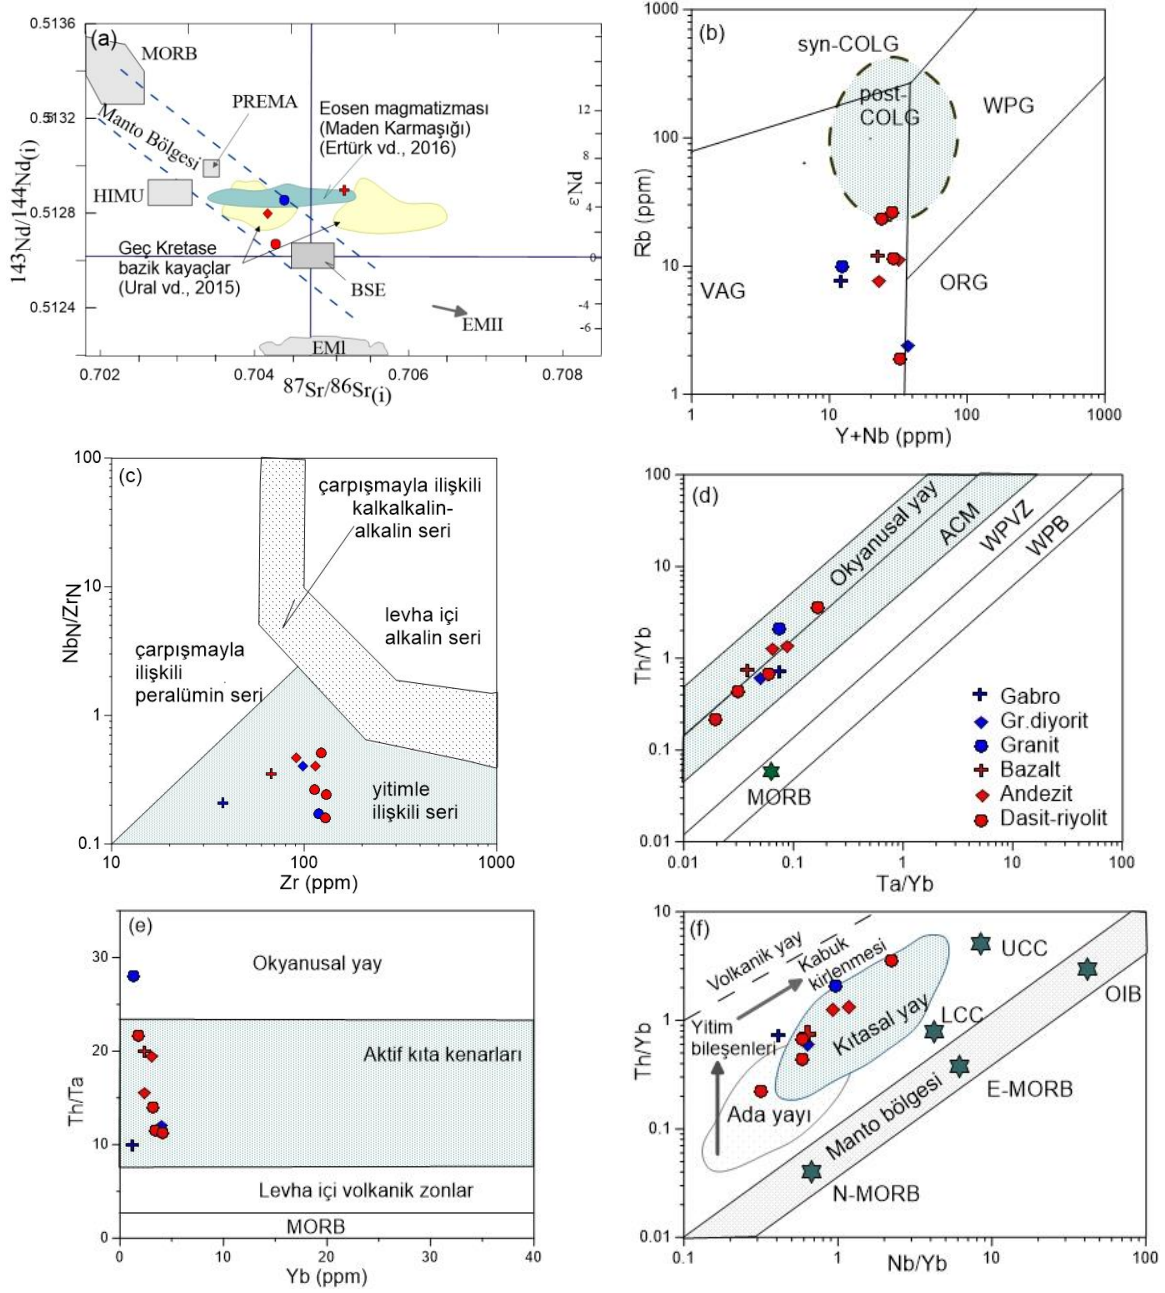 (a)
0.5136
0.5132
0.5128
0.5124
MORB
PREMA
Manto Bölgesi
HIMU
Eosen magmatizması
(Maden Karmaşığı)
(Ertürk vd., 2016)
Geç Kretase
bazik kayaçlar
(Ural vd., 2015)
BSE
EMII
EMI
12
8
4
0
-4
-6
εNd
143Nd/144Nd(i)
0.702
0.704
0.706
0.708
87Sr/86Sr(i)
(b)
1000
100
10
1
syn-COLG
post-
COLG
WPG
VAG
ORG
Rb (ppm)
1
10
100
1000
Y+Nb (ppm)
(c)
100
10
1
0.1
çarpışmayla ilişkili
kalkalkalin-
alkalin seri
levha içi
alkalin seri
çarpışmayla
ilişkili
peralümin seri
yitimle
ilişkili seri
NbN/ZrN
10
100
1000
Zr (ppm)
(d)
100
10
1
0.1
0.01
Okyanusal yay
ACM
WPVZ
WPB
MORB
Gabro
Gr.diyorit
Granit
Bazalt
Andezit
Dasit-riyolit
Th/Yb
0.01
0.1
1
10
100
Ta/Yb
(e)
30
20
10
0
Okyanusal yay
Aktif kıta kenarları
Levha içi volkanik zonlar
MORB
Th/Ta
0
10
20
30
40
Yb (ppm)
(f)
10
1
0.1
0.01
Volkanik yay
Kabuk
kirlenmesi
Yitim
bileşenleri
Kıtasal yay
Ada yayı
Manto bölgesi
UCC
OIB
LCC
E-MORB
N-MORB
Th/Yb
0.1
1
10
100
Nb/Yb